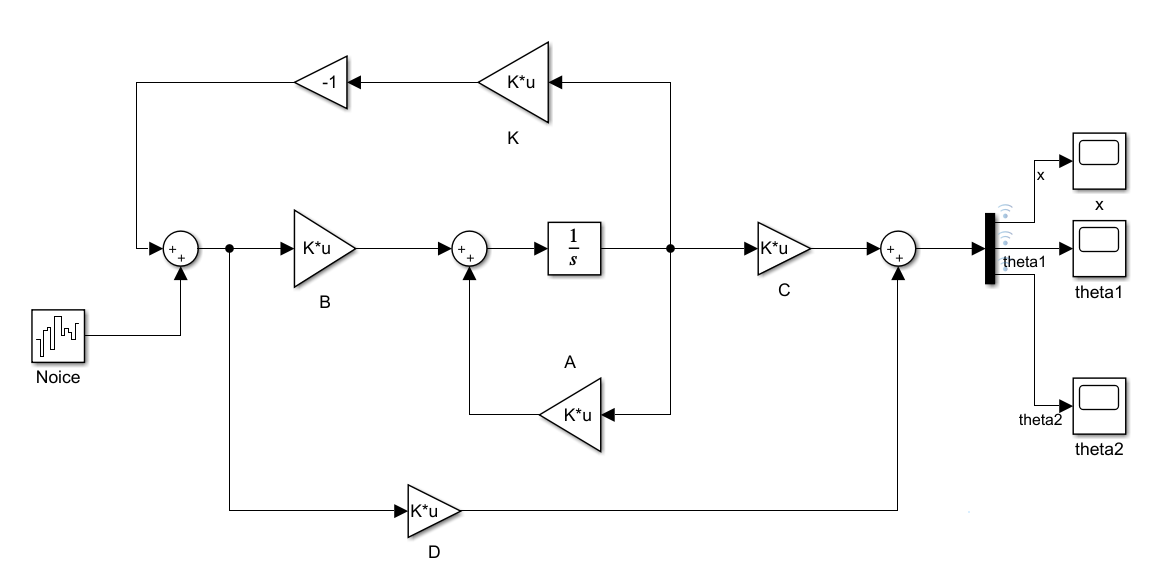 -1
K*u
K
x
x
+
+
K*u
B
+
+
1
s
K*u
C
+
+
theta1
theta1
Noice
A
K*u
theta2
theta2
K*u
D